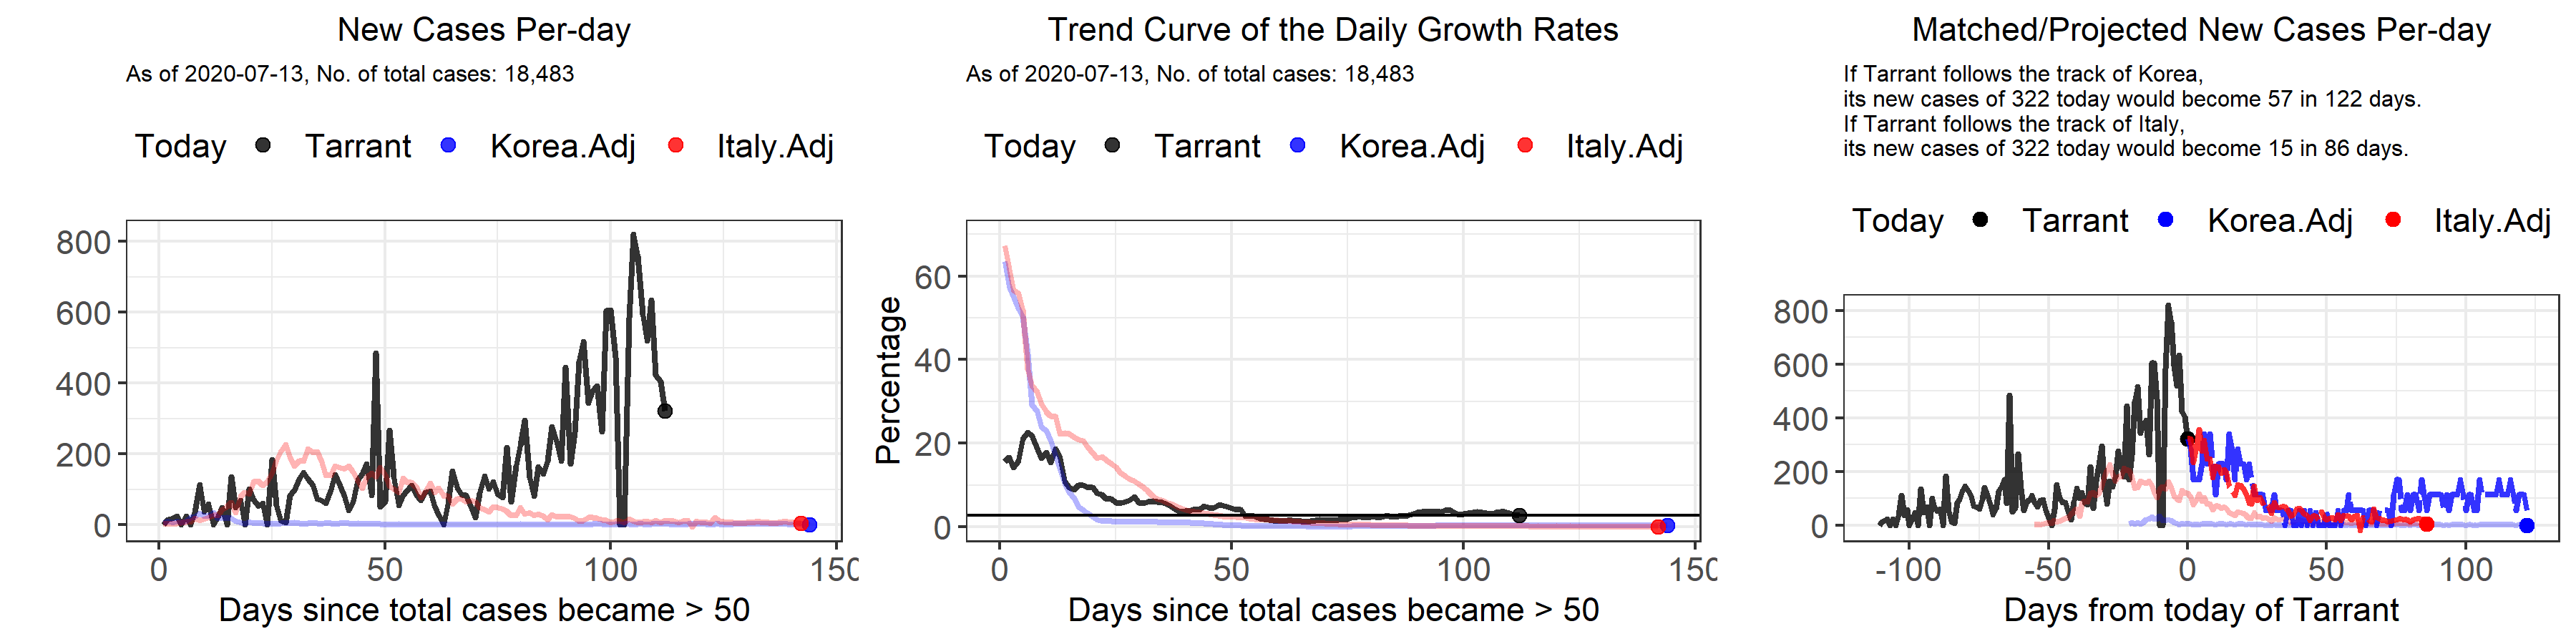 New Cases Per-day
As of 2020-07-13, No. of total cases: 18,483
Today Tarrant Korea.Adj Italy.Adj
800
600
400
200
0
0 50 100 150
Days since total cases became > 50
Trend Curve of the Daily Growth Rates
As of 2020-07-13, No. of total cases: 18,483
Today Tarrant Korea.Adj Italy.Adj
Percentage
60
40
20
0
0 50 100 150
Days since total cases became > 50
Matched/Projected New Cases Per-day
If Tarrant follows the track of Korea,
its new cases of 322 today would become 57 in 122 days.
If Tarrant follows the track of Italy,
its new cases of 322 today would become 15 in 86 days.
Today Tarrant Korea.Adj Italy.Adj
800
600
400
200
0
-100 -50 0 50 100
Days from today of Tarrant